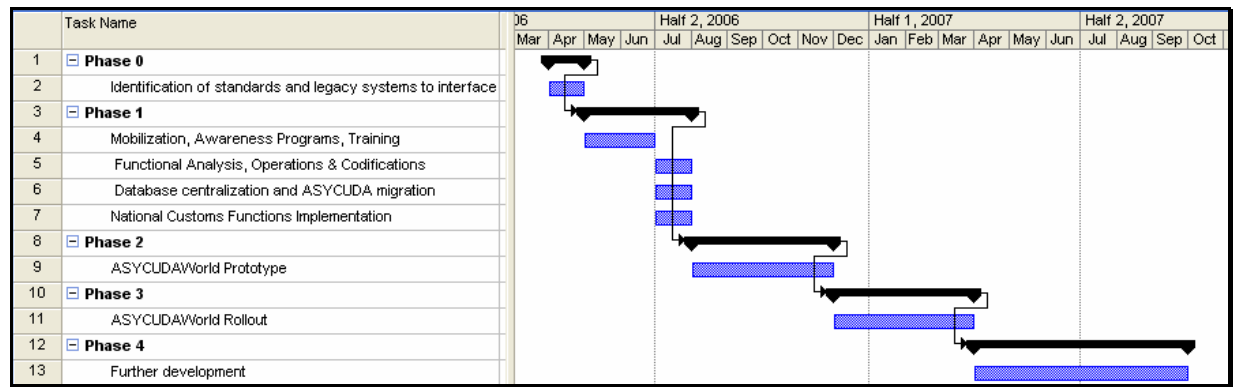 Task Name
06 Half 2, 2006 Half 1, 2007 Half 2, 2007
Mar Apr May Jun Jul Aug Sep Oct Nov Dec Jan Feb Mar Apr May Jun Jul Aug Sep Oct
1 Phase 0
2 Identification of standards and legacy systems to interface
3 Phase 1
4 Mobilization, Awareness Programs, Training
5 Functional Analysis, Operations & Codifications
6 Database centralization and ASYCUDA migration
7 National Customs Functions Implementation
8 Phase 2
9 ASYCUDAWorld Prototype
10 Phase 3
11 ASYCUDAWorld Rollout
12 Phase 4
13 Further development